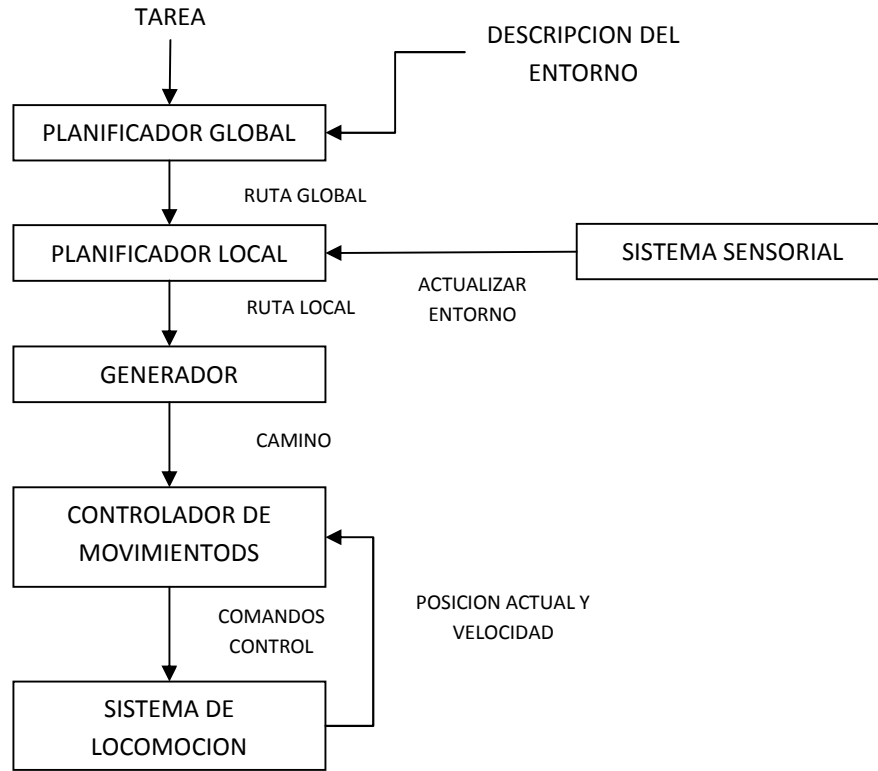 TAREA
DESCRIPCION DEL
ENTORNO
PLANIFICADOR GLOBAL
RUTA GLOBAL
PLANIFICADOR LOCAL
SISTEMA SENSORIAL
ACTUALIZAR
ENTORNO
RUTA LOCAL
GENERADOR
CAMINO
CONTROLADOR DE
MOVIMIENTODS
COMANDOS
CONTROL
POSICION ACTUAL Y
VELOCIDAD
SISTEMA DE
LOCOMOCION